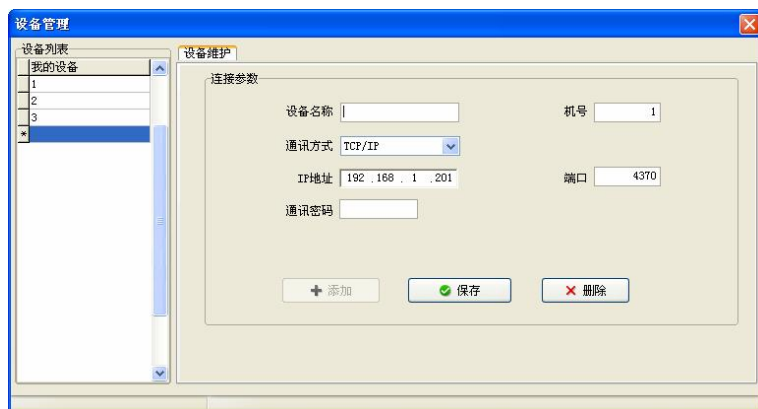 设备管理
设备列表
我的设备
1
2
3
*
设备维护
连接参数
设备名称
机号 1
通讯方式 TCP/IP
IP地址 192 .168 . 1 .201
端口 4370
通讯密码
添加
保存
删除